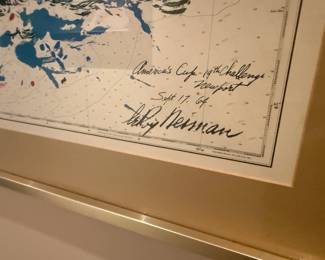 America's Cup - 19th Challenge
Newport
Sept 17, '64
LeRoy Neiman